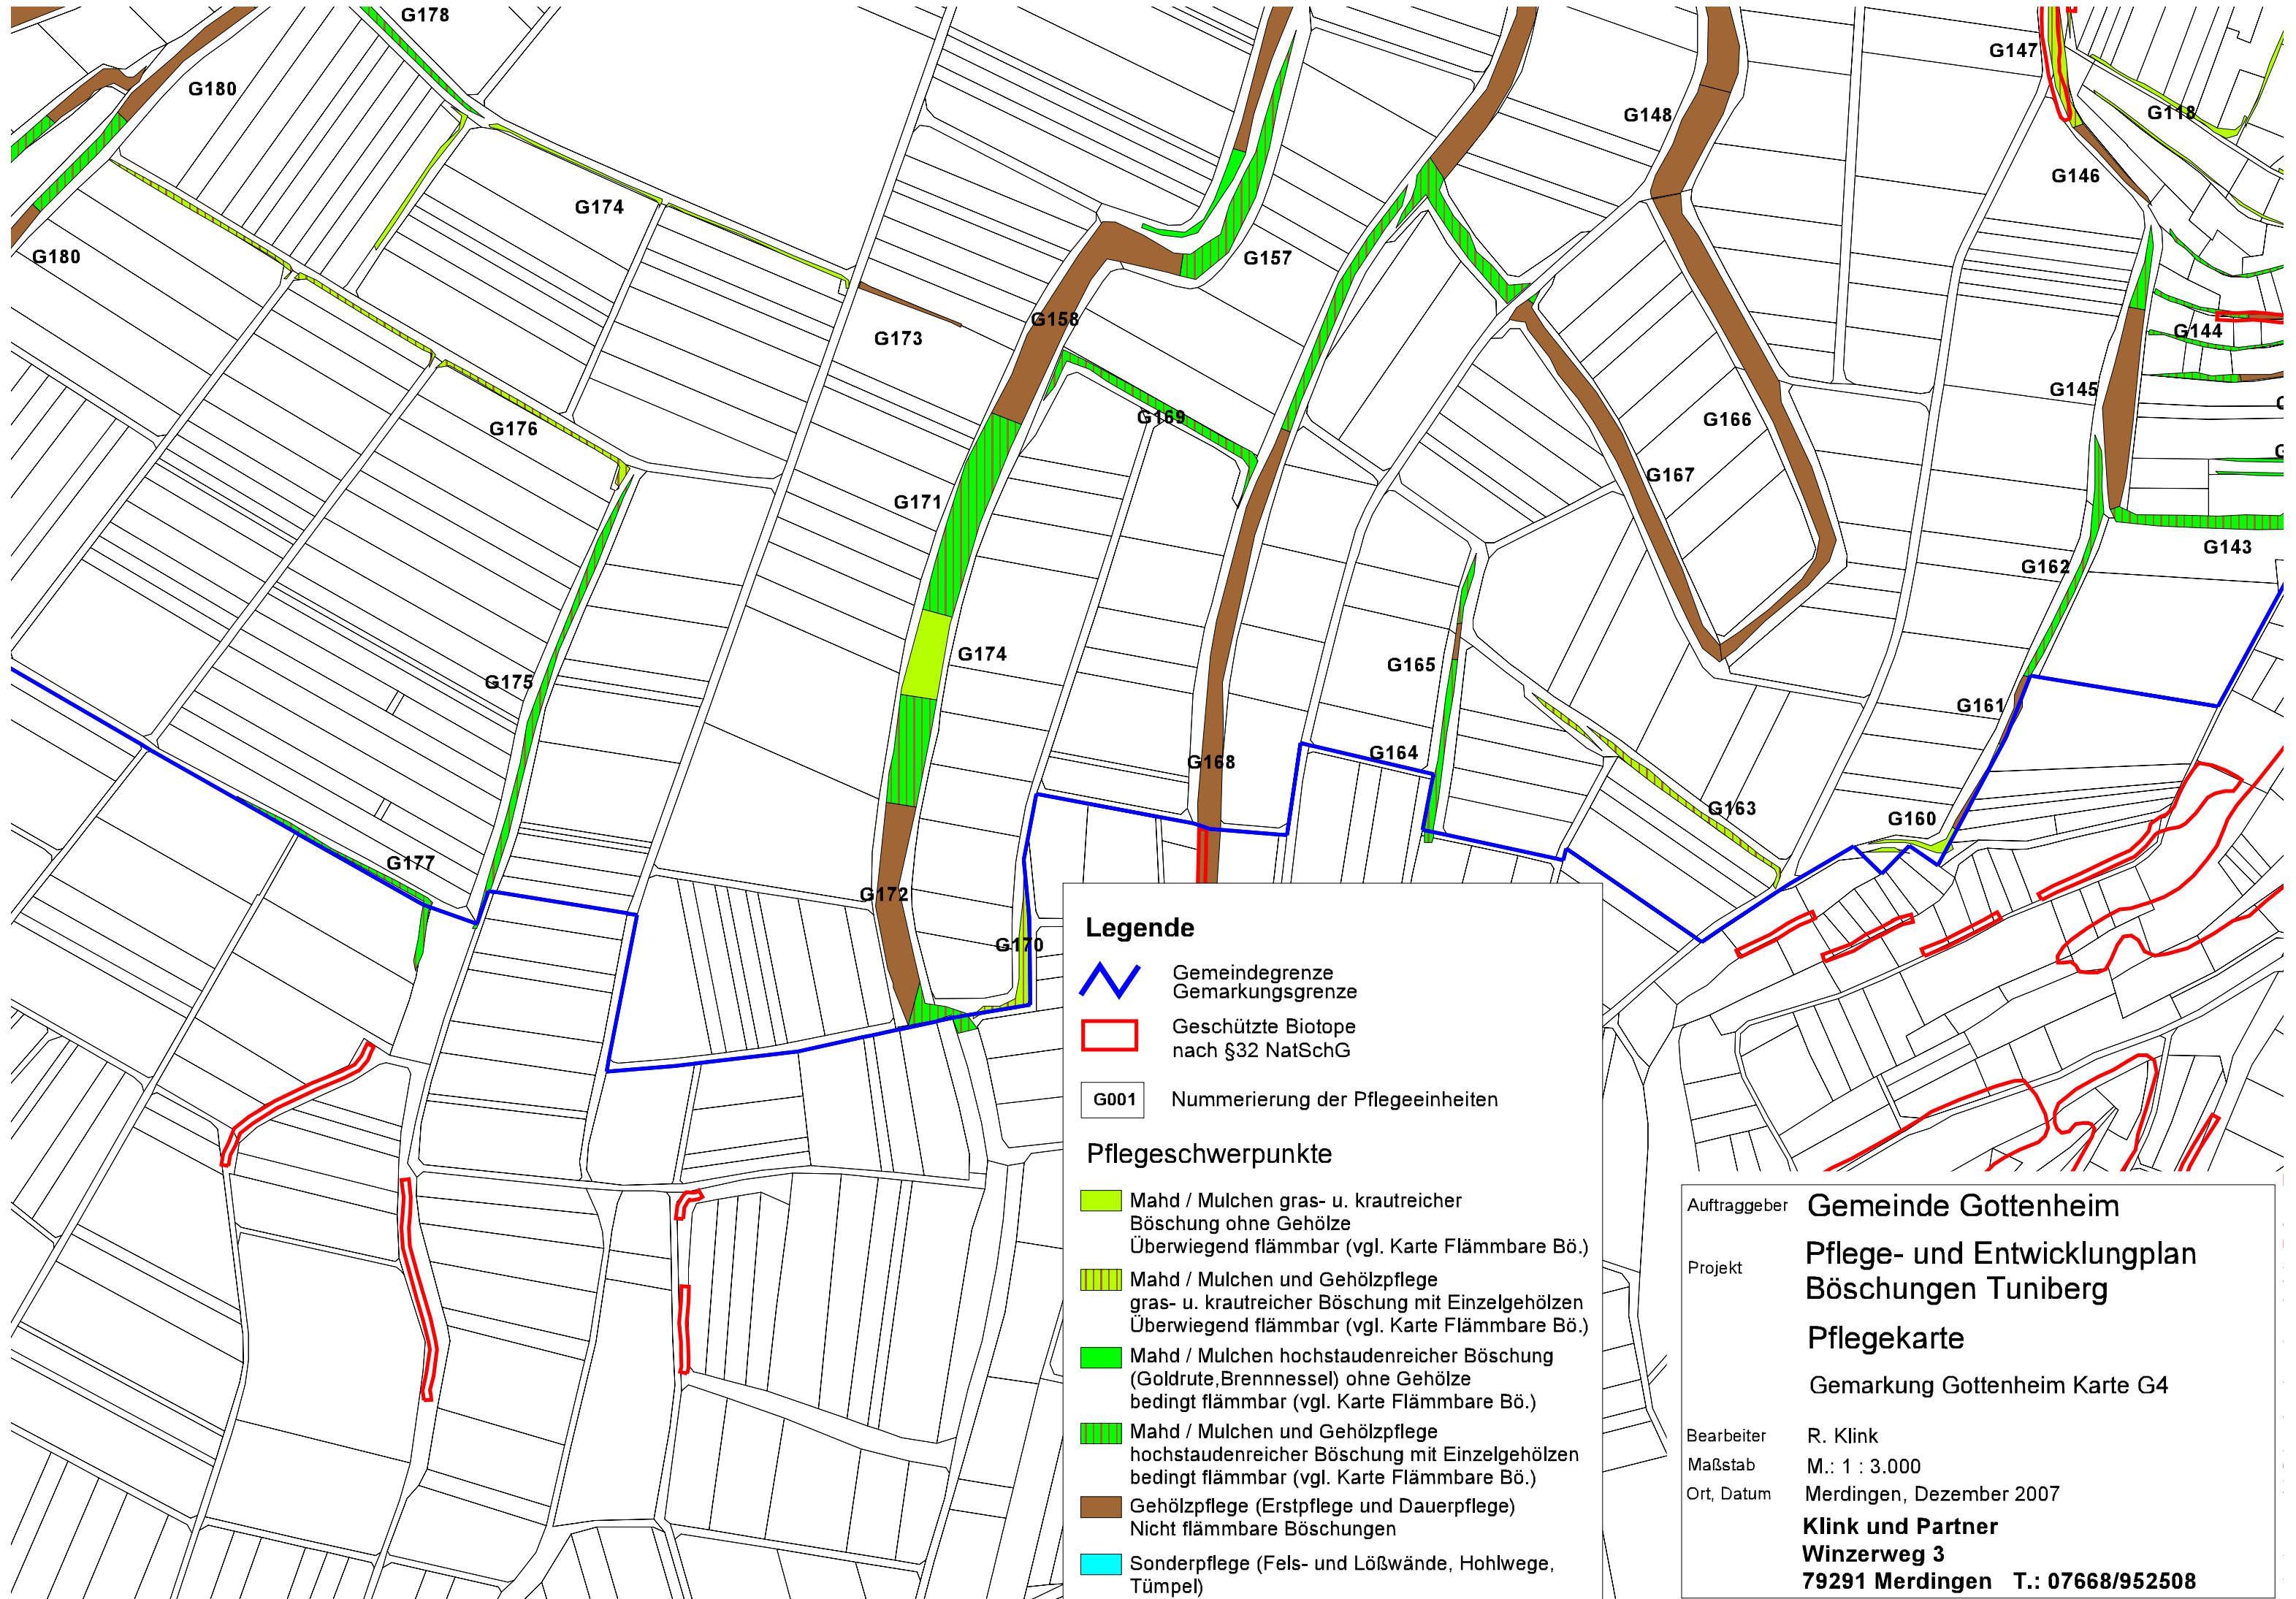 G178
G147
G180
G118
G148
G146
G174
G180
G157
G158
G144
G173
G145
G169
G166
G176
G167
G171
G143
G162
G174
G165
G175
G161
G164
G168
G163
G160
G177
G172
G170
Legende
Gemeindegrenze
Gemarkungsgrenze
Geschützte Biotope
nach §32 NatSchG
G001 Nummerierung der Pflegeeinheiten
Pflegeschwerpunkte
Mahd / Mulchen gras- u. krautreicher
Böschung ohne Gehölze
Überwiegend flämmbar (vgl. Karte Flämmbare Bö.)
Mahd / Mulchen und Gehölzpflege
gras- u. krautreicher Böschung mit Einzelgehölzen
Überwiegend flämmbar (vgl. Karte Flämmbare Bö.)
Mahd / Mulchen hochstaudenreicher Böschung
(Goldrute,Brennnessel) ohne Gehölze
bedingt flämmbar (vgl. Karte Flämmbare Bö.)
Mahd / Mulchen und Gehölzpflege
hochstaudenreicher Böschung mit Einzelgehölzen
bedingt flämmbar (vgl. Karte Flämmbare Bö.)
Gehölzpflege (Erstpflege und Dauerpflege)
Nicht flämmbare Böschungen
Sonderpflege (Fels- und Lößwände, Hohlwege,
Tümpel)
Auftraggeber Gemeinde Gottenheim
Projekt Pflege- und Entwicklungplan
Böschungen Tuniberg
Pflegekarte
Gemarkung Gottenheim Karte G4
Bearbeiter R. Klink
Maßstab M.: 1 : 3.000
Ort, Datum Merdingen, Dezember 2007
Klink und Partner
Winzerweg 3
79291 Merdingen T.: 07668/952508